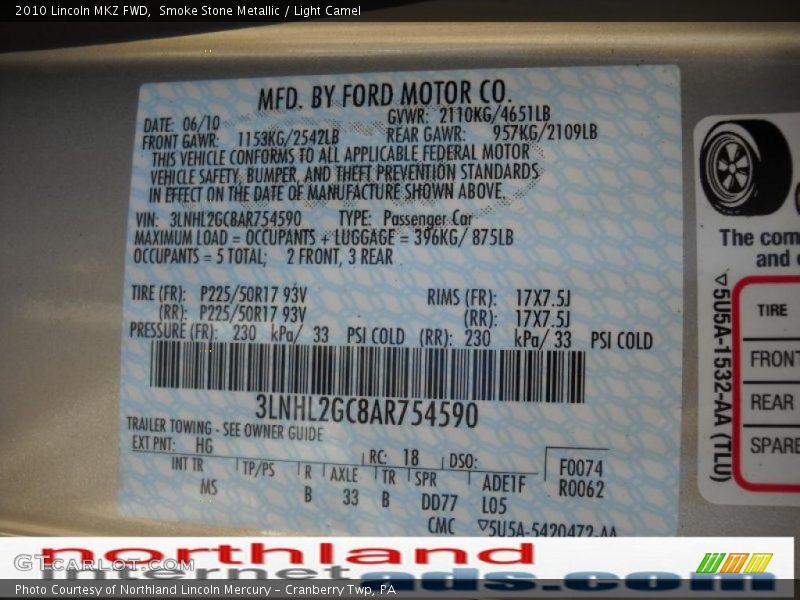 2010 Lincoln MKZ FWD,  Smoke Stone Metallic / Light Camel
MFD. BY FORD MOTOR CO.
DATE: 06/10 GVWR: 2110KG/4651LB
FRONT GAWR: 1153KG/2542LB REAR GAWR: 957KG/2109LB
THIS VEHICLE CONFORMS TO ALL APPLICABLE FEDERAL MOTOR
VEHICLE SAFETY, BUMPER, AND THEFT PREVENTION STANDARDS
IN EFFECT ON THE DATE OF MANUFACTURE SHOWN ABOVE.
VIN: 3LNHL2GC8AR754590 TYPE: Passenger Car
MAXIMUM LOAD = OCCUPANTS + LUGGAGE = 396KG/ 875LB
OCCUPANTS = 5 TOTAL; 2 FRONT, 3 REAR
TIRE (FR): P225/50R17 93V RIMS (FR): 17X7.5J
(RR): P225/50R17 93V (RR): 17X7.5J
PRESSURE (FR): 230 kPa/ 33 PSI COLD (RR): 230 kPa/ 33 PSI COLD
3LNHL2GC8AR754590
TRAILER TOWING - SEE OWNER GUIDE
EXT PNT: HG RC: 18 DSO: F0074
R0062
INT TR TP/PS R AXLE TR SPR ADE1F
MS B 33 B DD77 L05
CMC 5U5A-5420472-AA
The com
and
5U5A-1532-AA (TLU)
TIRE
FRONT
REAR
SPARE
northland
internetads.com
GTCARLOT.COM
Photo Courtesy of Northland Lincoln Mercury - Cranberry Twp, PA